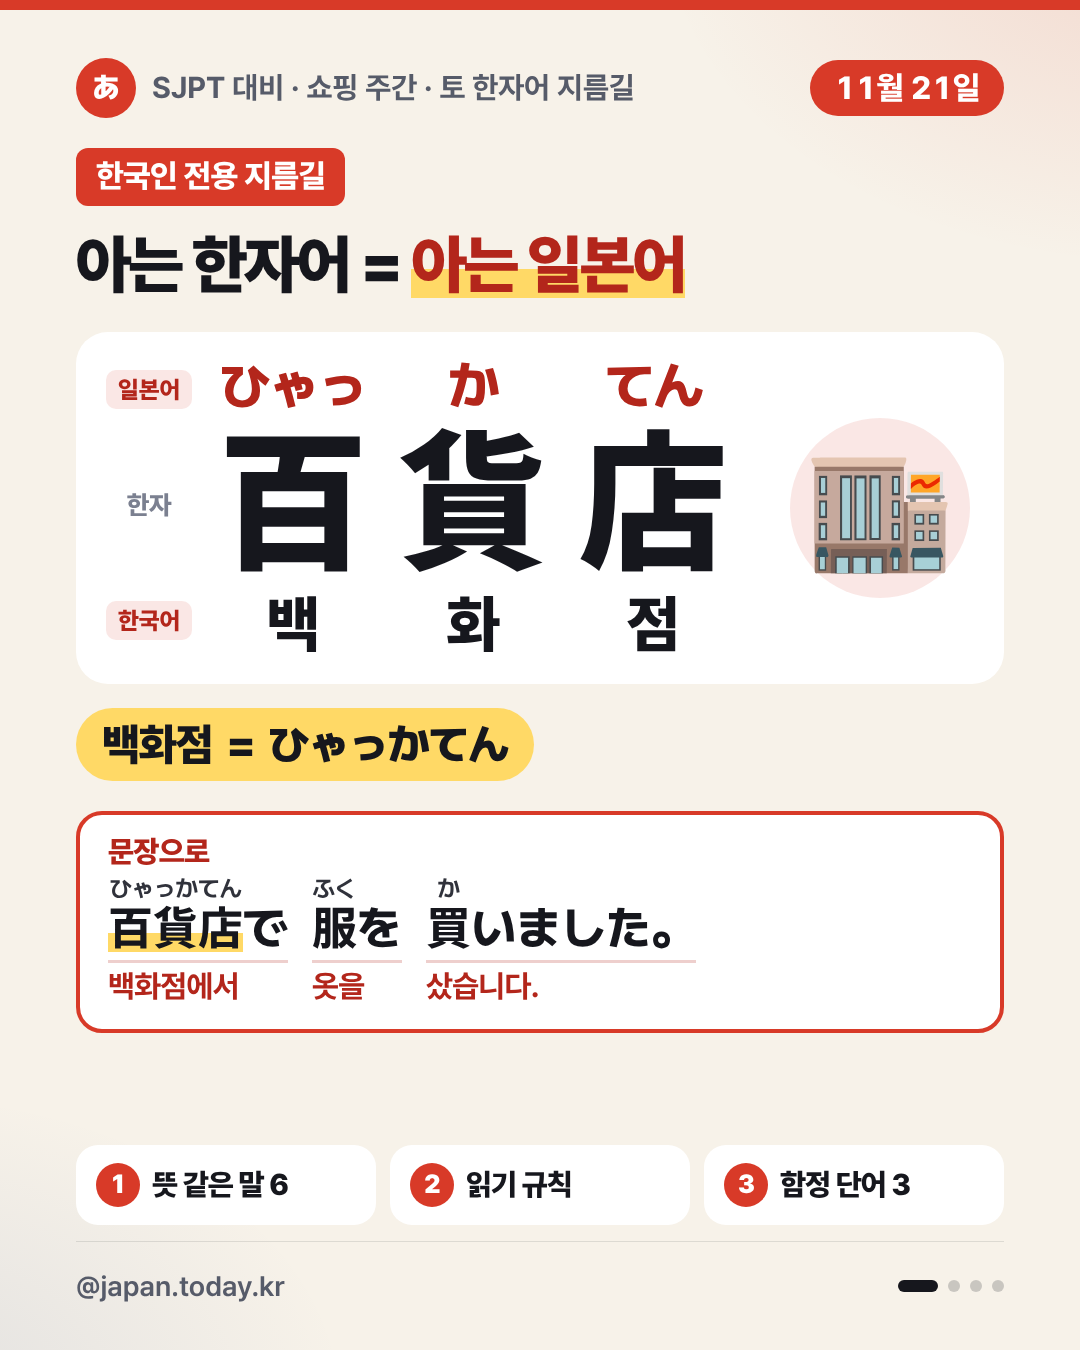 あ SJPT 대비 · 쇼핑 주간 · 토 한자어 지름길
11월 21일
한국인 전용 지름길
아는 한자어 = 아는 일본어
일본어 ひゃっ か てん
한자 百 貨 店
한국어 백 화 점
백화점 = ひゃっかてん
문장으로
ひゃっかてん ふく か
百貨店で 服を 買いました。
백화점에서 옷을 샀습니다.
1 뜻 같은 말 6
2 읽기 규칙
3 함정 단어 3
@japan.today.kr